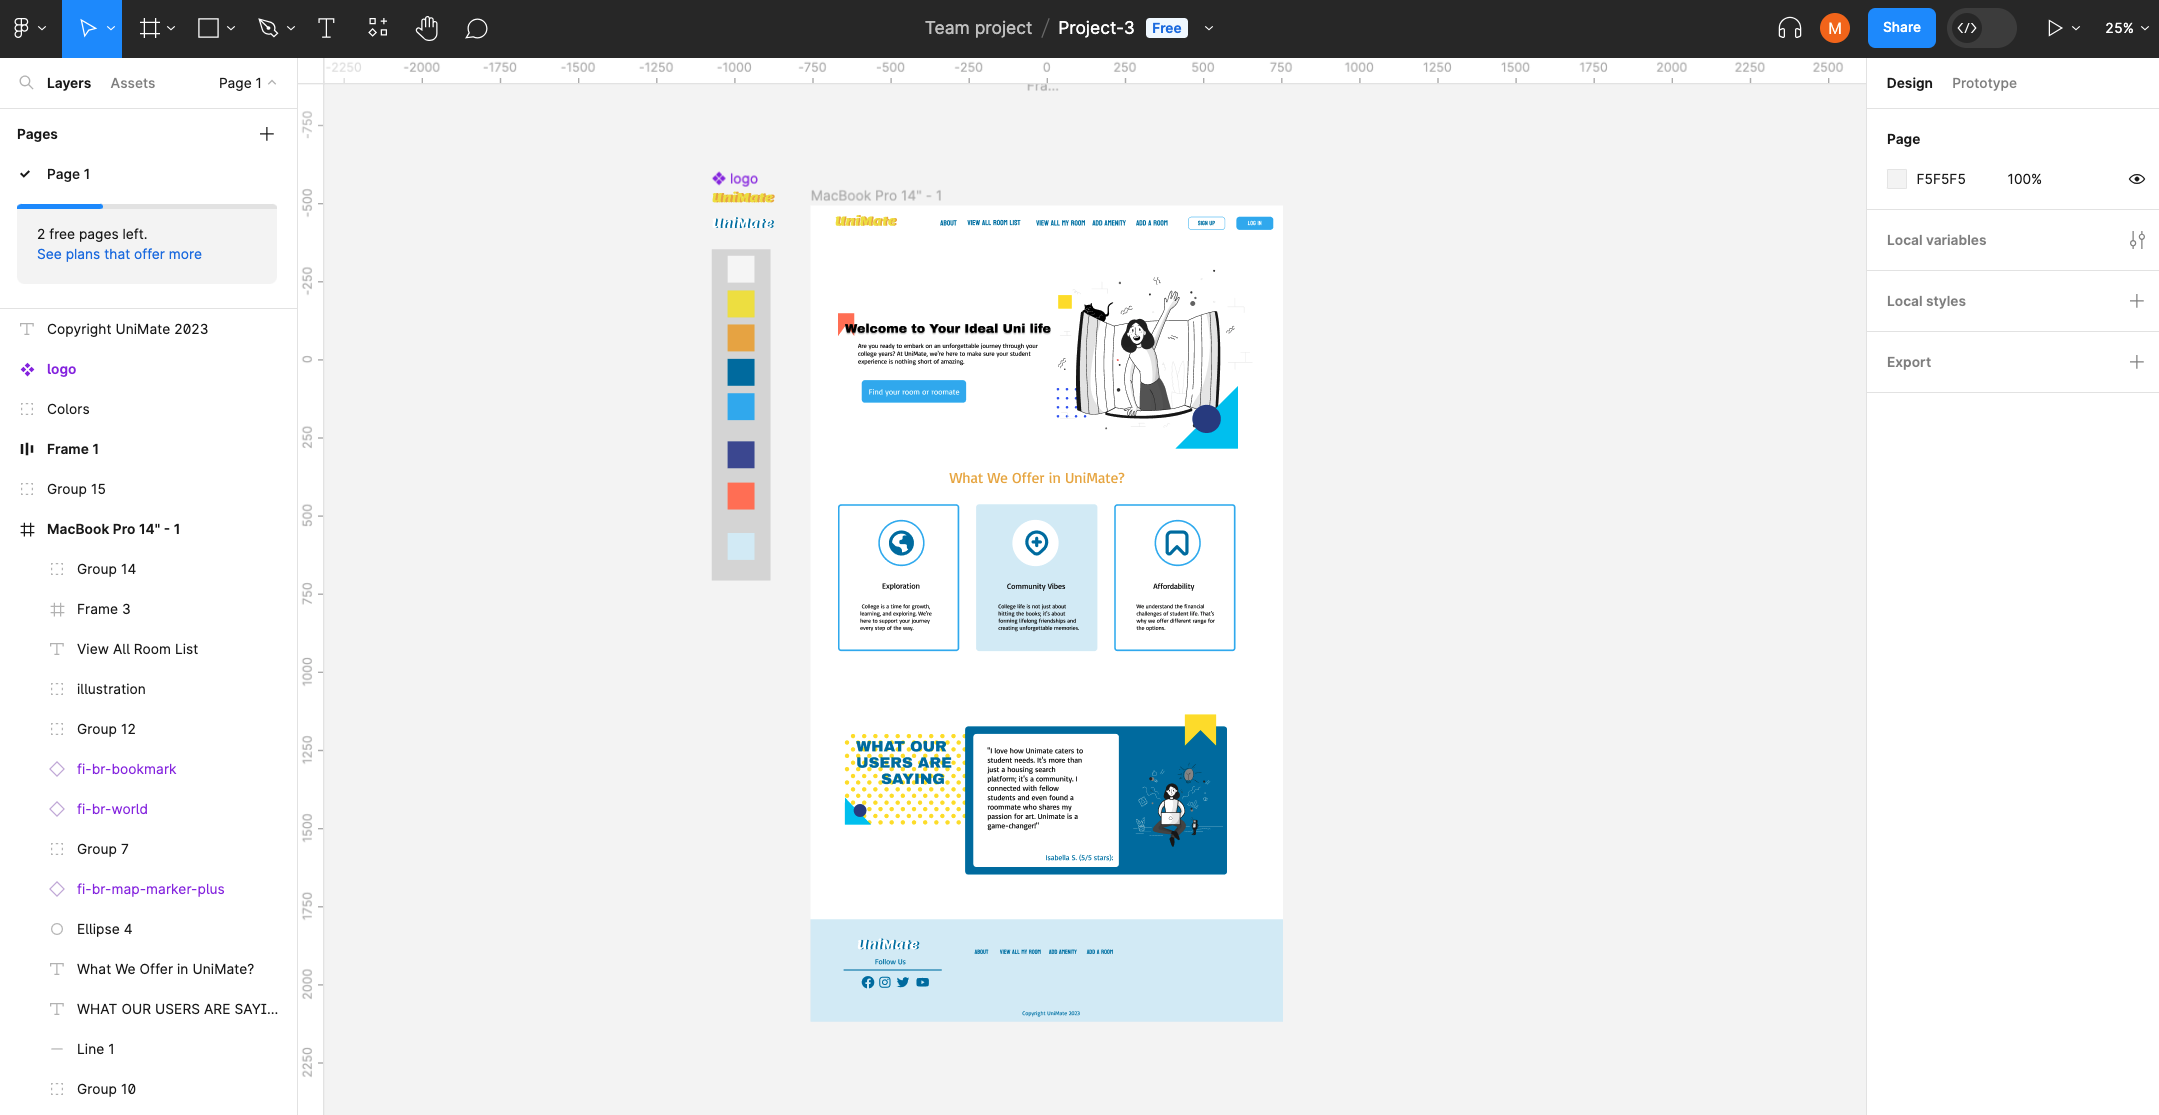 Team project / Project-3 Free
M
Share
25%
Layers
Assets
Page 1
Pages
Page 1
2 free pages left.
See plans that offer more
Copyright UniMate 2023
logo
Colors
Frame 1
Group 15
MacBook Pro 14" - 1
Group 14
Frame 3
View All Room List
illustration
Group 12
fi-br-bookmark
fi-br-world
Group 7
fi-br-map-marker-plus
Ellipse 4
What We Offer in UniMate?
WHAT OUR USERS ARE SAYI...
Line 1
Group 10
-2250 -2000 -1750 -1500 -1250 -1000 -750 -500 -250 0 250 500 750 1000 1250 1500 1750 2000 2250 2500
-750
-500
-250
0
250
500
750
1000
1250
1500
1750
2000
2250
Fra...
logo
UniMate
UniMate
MacBook Pro 14" - 1
UniMate
ABOUT
VIEW ALL ROOM LIST
VIEW ALL MY ROOM
ADD AMENITY
ADD A ROOM
SIGN UP
LOG IN
Welcome to Your Ideal Uni life
Are you ready to embark on an unforgettable journey through your
college years? At UniMate, we're here to make sure your student
experience is nothing short of amazing.
Find your room or roomate
What We Offer in UniMate?
Exploration
College is a time for growth,
learning, and exploring. We're
here to support your journey
every step of the way.
Community Vibes
College life is not just about
hitting the books; it's about
forming lifelong friendships and
creating unforgettable memories.
Affordability
We understand the financial
challenges of student life. That's
why we offer different range for
the options.
WHAT OUR
USERS ARE
SAYING
"I love how Unimate caters to
student needs. It's more than
just a housing search
platform; it's a community. I
connected with fellow
students and even found a
roommate who shares my
passion for art. Unimate is a
game-changer!"
Isabella S. (5/5 stars):
UniMate
Follow Us
ABOUT
VIEW ALL MY ROOM
ADD AMENITY
ADD A ROOM
Copyright UniMate 2023
Design
Prototype
Page
F5F5F5
100%
Local variables
Local styles
Export